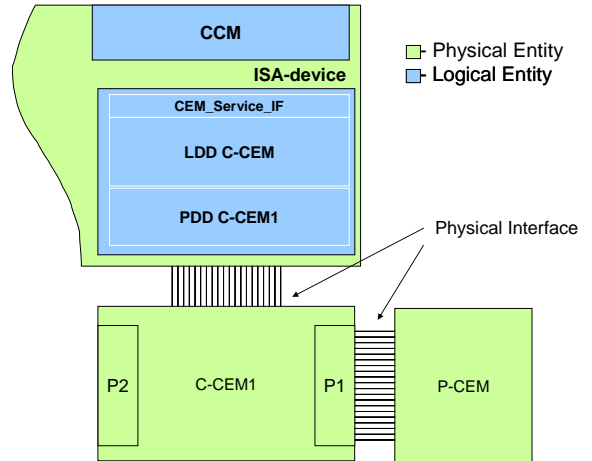 CCM
Physical Entity
Logical Entity
ISA-device
CEM_Service_IF
LDD C-CEM
PDD C-CEM1
Physical Interface
P2
C-CEM1
P1
P-CEM